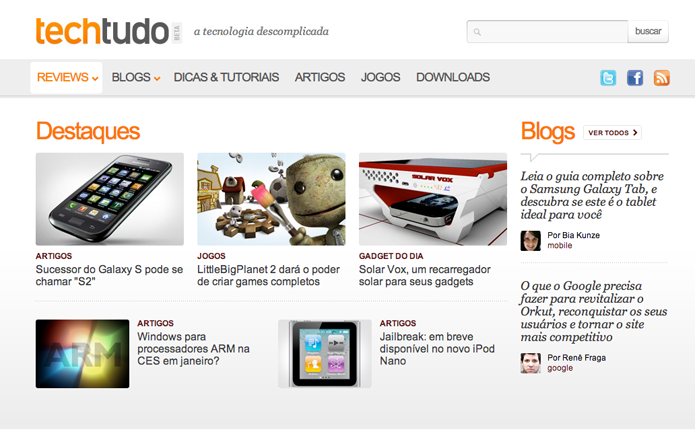 techtudo BETA
a tecnologia descomplicada
buscar
REVIEWS BLOGS DICAS & TUTORIAIS ARTIGOS JOGOS DOWNLOADS
Destaques
ARTIGOS
Sucessor do Galaxy S pode se
chamar "S2"
JOGOS
LittleBigPlanet 2 dará o poder
de criar games completos
SOLAR VOX
GADGET DO DIA
Solar Vox, um recarregador
solar para seus gadgets
ARM
ARTIGOS
Windows para
processadores ARM na
CES em janeiro?
ARTIGOS
Jailbreak: em breve
disponível no novo iPod
Nano
Blogs VER TODOS
Leia o guia completo sobre
o Samsung Galaxy Tab, e
descubra se este é o tablet
ideal para você
Por Bia Kunze
mobile
O que o Google precisa
fazer para revitalizar o
Orkut, reconquistar os seus
usuários e tornar o site
mais competitivo
Por Renê Fraga
google